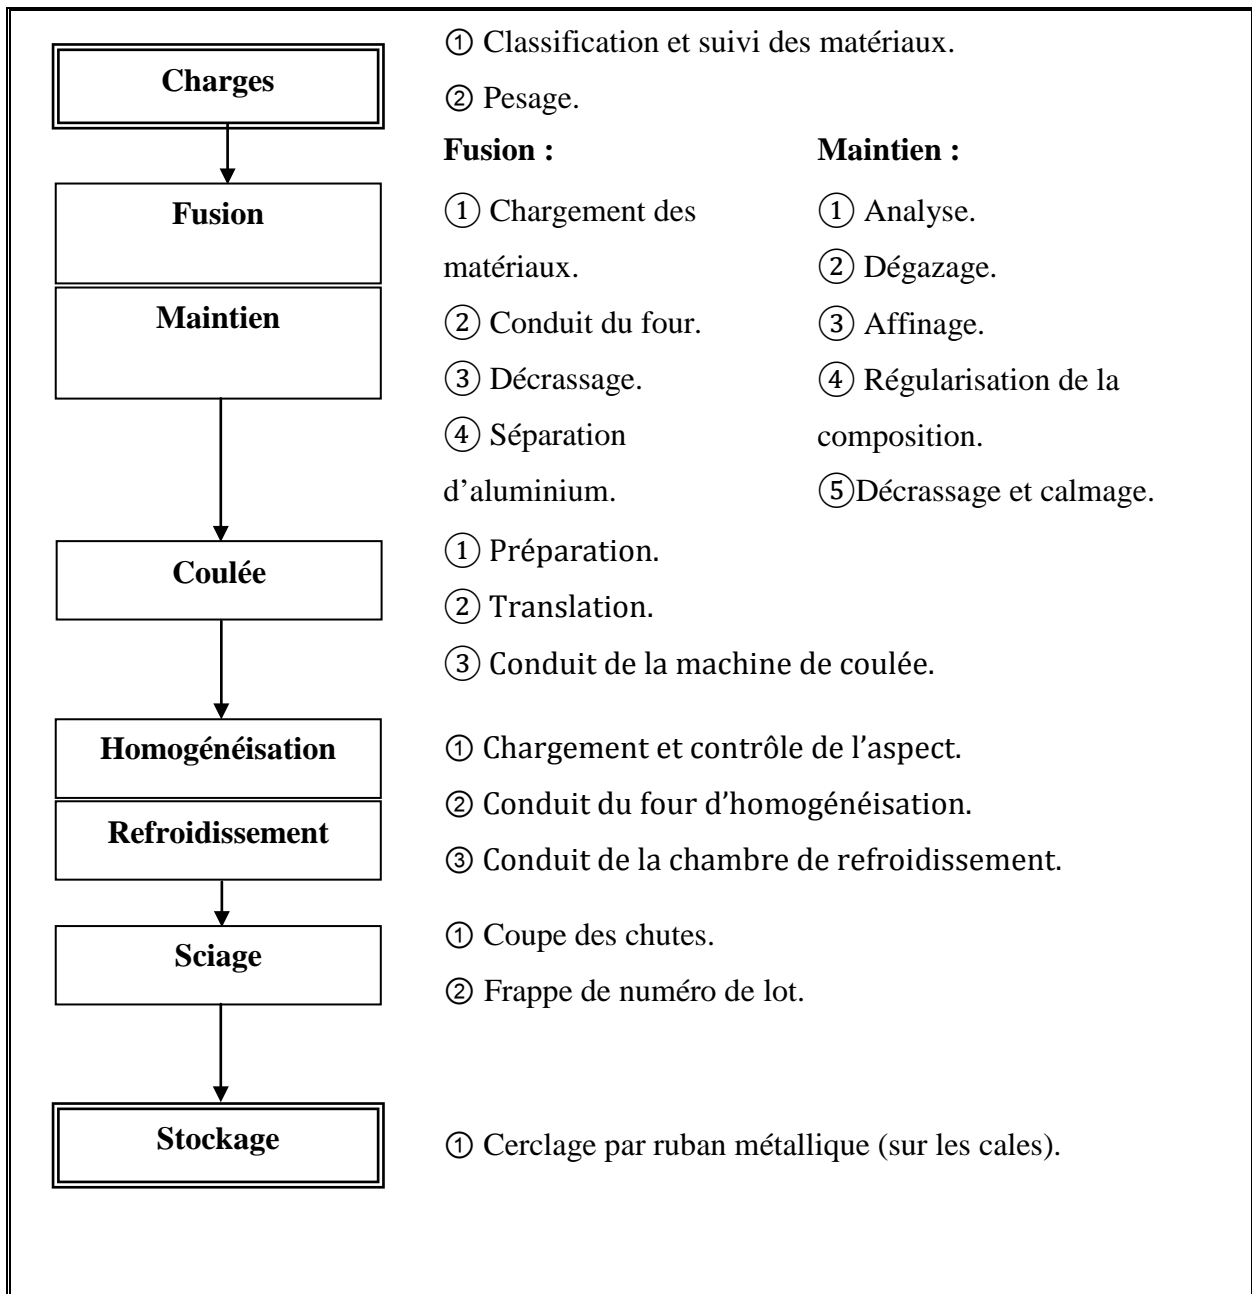 Charges
① Classification et suivi des matériaux.
② Pesage.
Fusion
Maintien
Fusion :
① Chargement des
matériaux.
② Conduit du four.
③ Décrassage.
④ Séparation
d’aluminium.
Maintien :
① Analyse.
② Dégazage.
③ Affinage.
④ Régularisation de la
composition.
⑤Décrassage et calmage.
Coulée
① Préparation.
② Translation.
③ Conduit de la machine de coulée.
Homogénéisation
Refroidissement
① Chargement et contrôle de l’aspect.
② Conduit du four d’homogénéisation.
③ Conduit de la chambre de refroidissement.
Sciage
① Coupe des chutes.
② Frappe de numéro de lot.
Stockage
① Cerclage par ruban métallique (sur les cales).